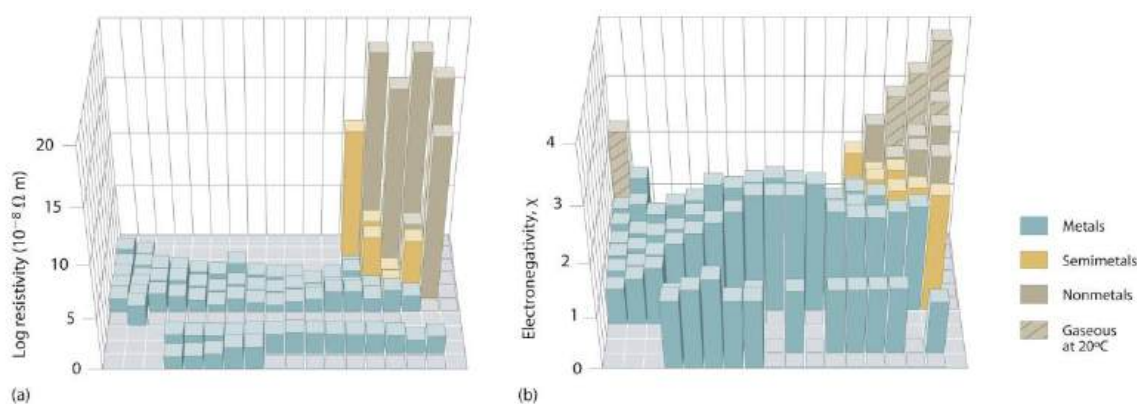 20
15
10
5
0
Log resistivity (10⁻⁸ Ω m)
(a)
4
3
2
1
0
Electronegativity, χ
(b)
Metals
Semimetals
Nonmetals
Gaseous
at 20ºC